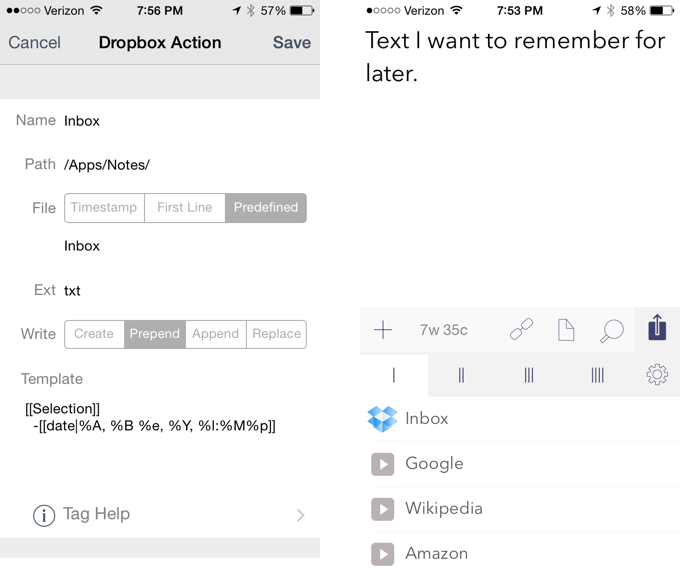 Verizon 7:56 PM 57%
Cancel Dropbox Action Save
Name Inbox
Path /Apps/Notes/
File Timestamp First Line Predefined
Inbox
Ext txt
Write Create Prepend Append Replace
Template
[[Selection]]
-[[date|%A, %B %e, %Y, %I:%M%p]]
Tag Help
Verizon 7:53 PM 58%
Text I want to remember for
later.
7w 35c
Inbox
Google
Wikipedia
Amazon